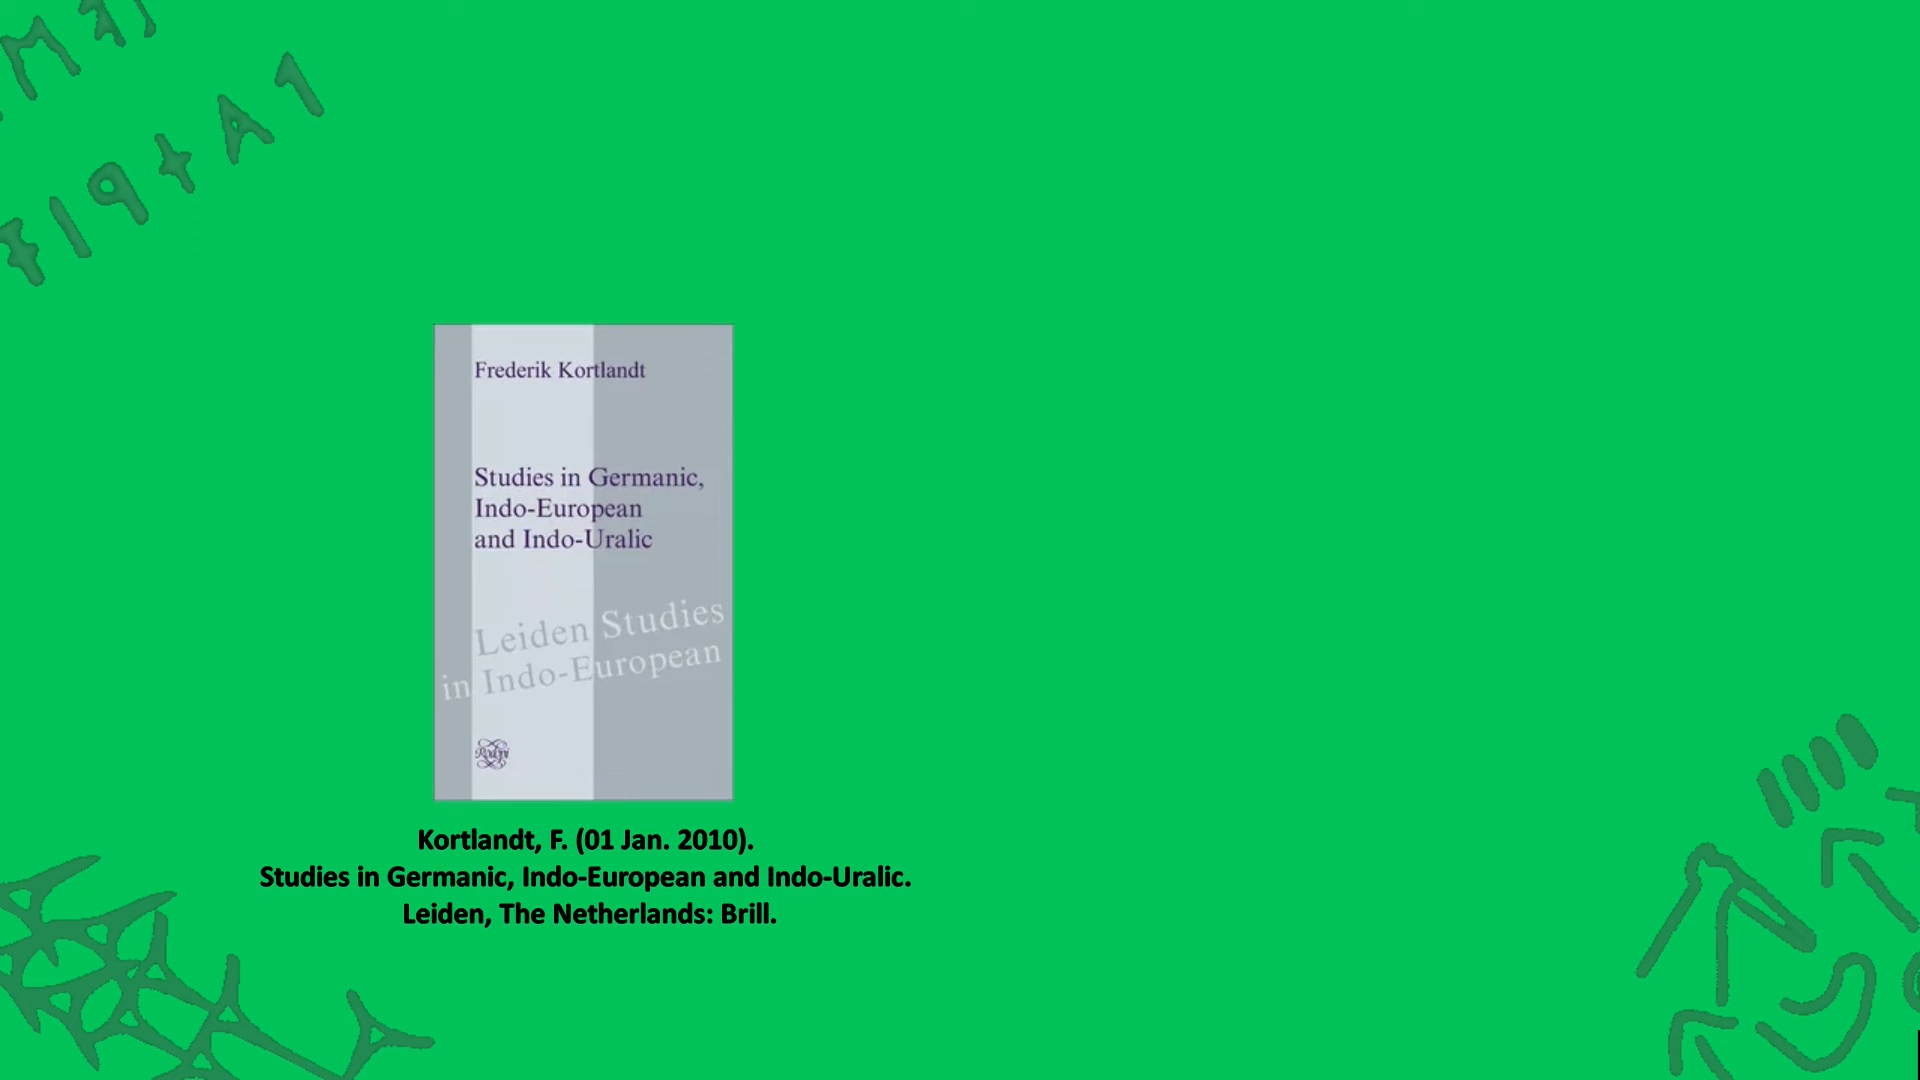 Frederik Kortlandt
Studies in Germanic,
Indo-European
and Indo-Uralic
Leiden Studies
in Indo-European
Rodopi
Kortlandt, F. (01 Jan. 2010).
Studies in Germanic, Indo-European and Indo-Uralic.
Leiden, The Netherlands: Brill.